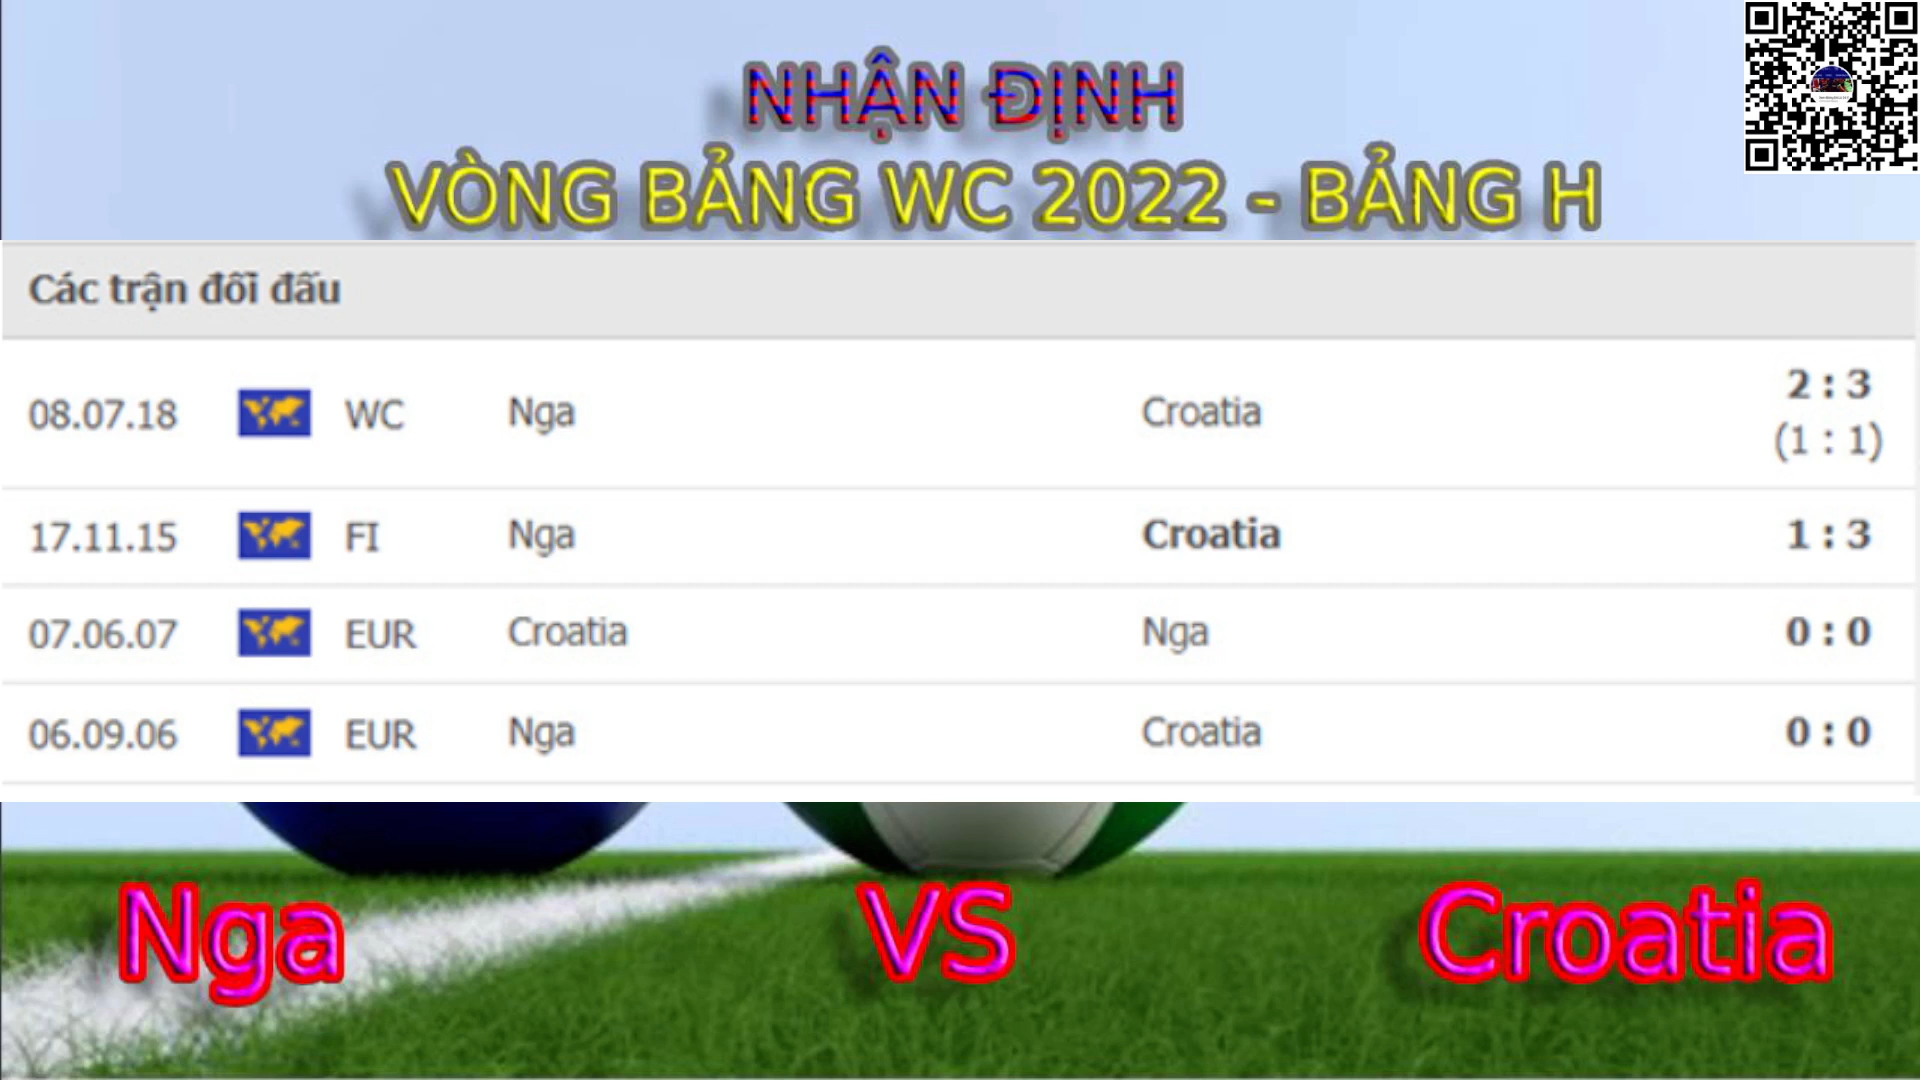 NHẬN ĐỊNH
VÒNG BẢNG WC 2022 - BẢNG H
Các trận đối đấu
08.07.18 WC Nga Croatia 2 : 3
(1 : 1)
17.11.15 FI Nga Croatia 1 : 3
07.06.07 EUR Croatia Nga 0 : 0
06.09.06 EUR Nga Croatia 0 : 0
Nga VS Croatia